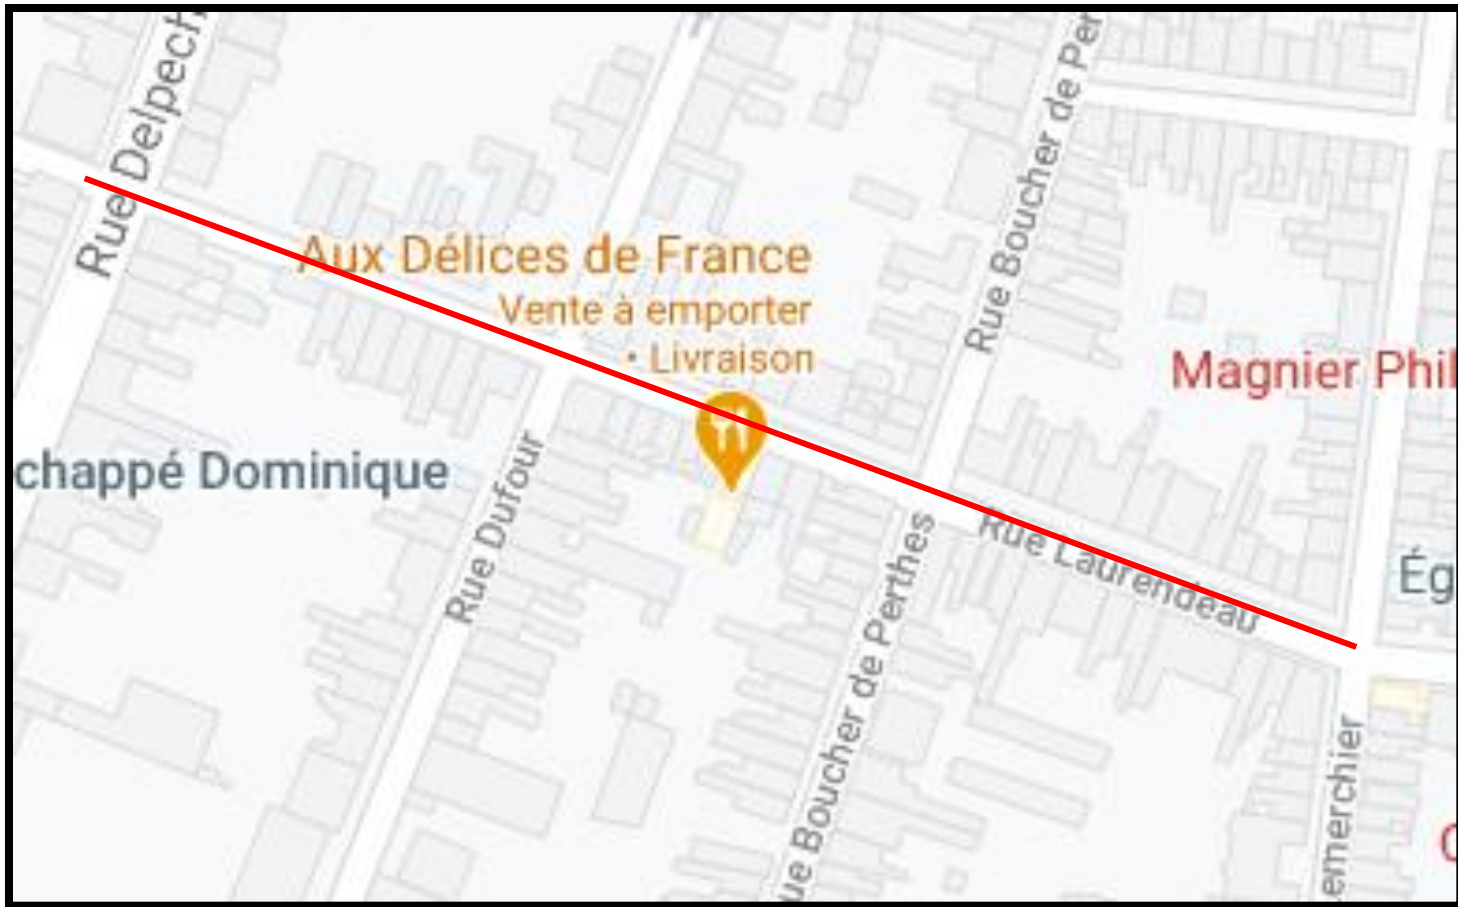 Rue Delpech
Rue Boucher de Per
Aux Délices de France
Vente à emporter
• Livraison
Magnier Phil
chappé Dominique
Rue Dufour
Rue Laurendeau
Ég
ue Boucher de Perthes
emerchier